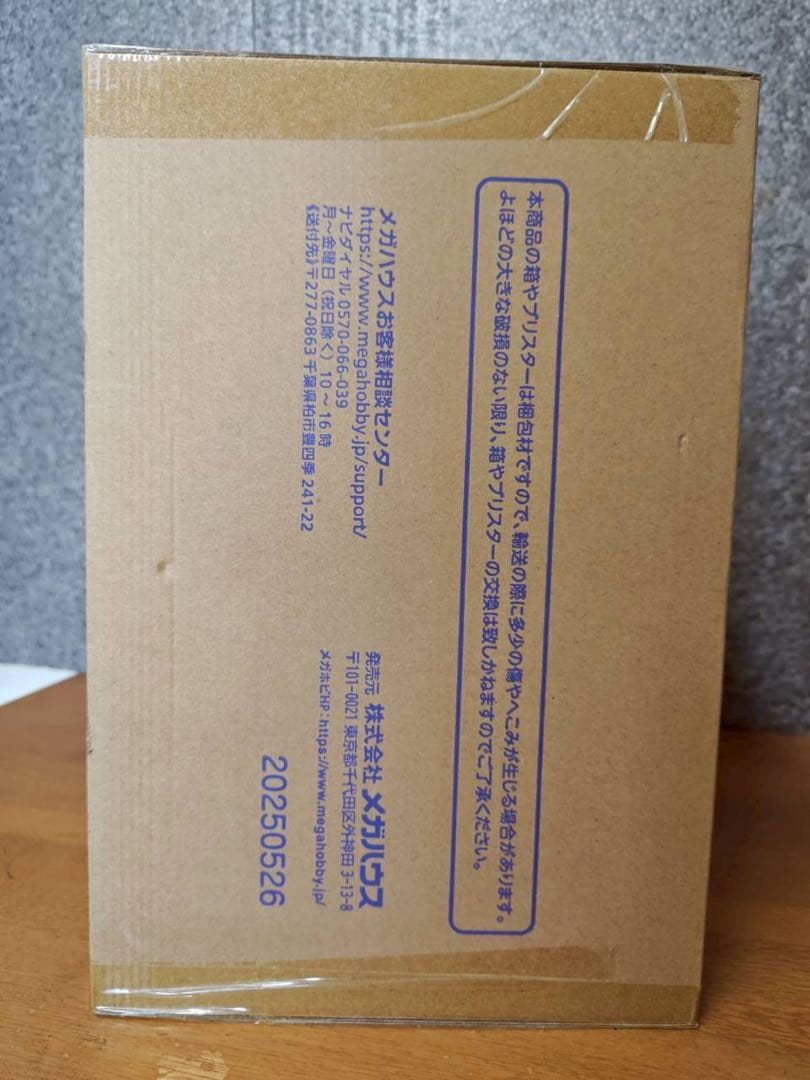 本商品の箱やブリスターは梱包材ですので、輸送の際に多少の傷やへこみが生じる場合があります。
よほどの大きな破損のない限り、箱やブリスターの交換は致しかねますのでご了承ください。
メガハウスお客様相談センター
https://www.megahobby.jp/support/
ナビダイヤル 0570-066-039
月～金曜日（祝日除く）10～16時
《送付先》〒277-0863 千葉県柏市豊四季 241-22
発売元 株式会社 メガハウス
〒101-0021 東京都千代田区外神田 3-13-8
メガホビHP：https://www.megahobby.jp/
20250526